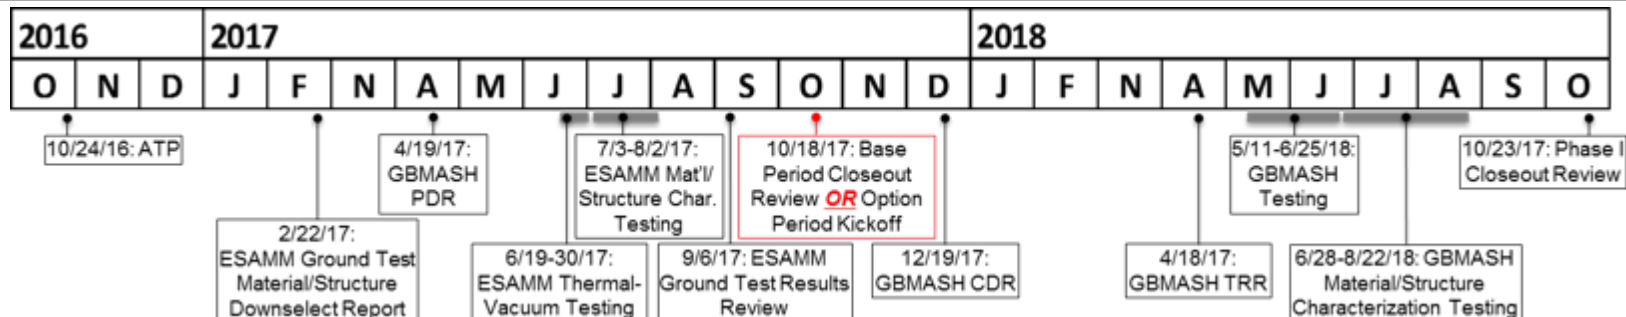 2016 2017 2018
O N D J F N A M J J A S O N D J F N A M J J A S O
10/24/16: ATP
2/22/17:
ESAMM Ground Test
Material/Structure
Downselect Report
4/19/17:
GBMASH
PDR
6/19-30/17:
ESAMM Thermal-
Vacuum Testing
7/3-8/2/17:
ESAMM Mat'l/
Structure Char.
Testing
9/6/17: ESAMM
Ground Test Results
Review
10/18/17: Base
Period Closeout
Review OR Option
Period Kickoff
12/19/17:
GBMASH CDR
4/18/17:
GBMASH TRR
5/11-6/25/18:
GBMASH
Testing
6/28-8/22/18: GBMASH
Material/Structure
Characterization Testing
10/23/17: Phase I
Closeout Review